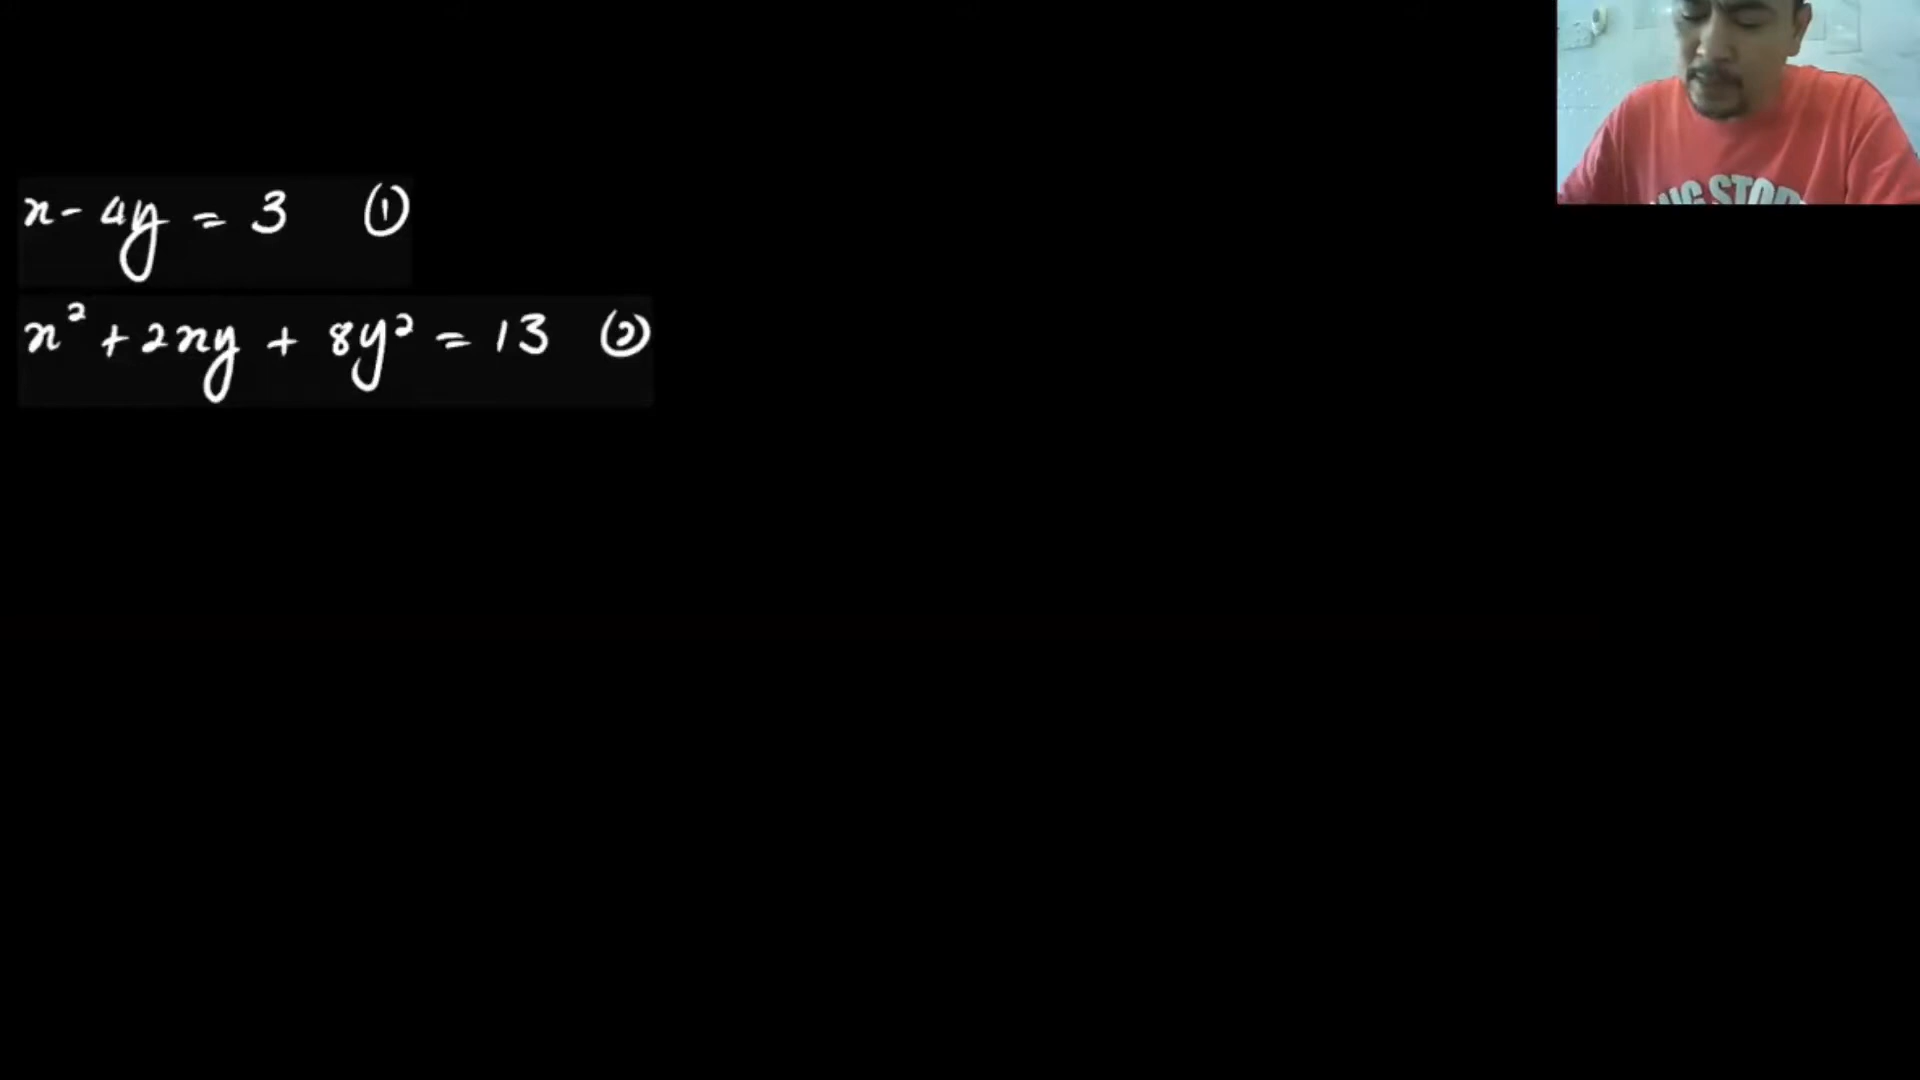 x - 4y = 3 ①
x² + 2xy + 8y² = 13 ②